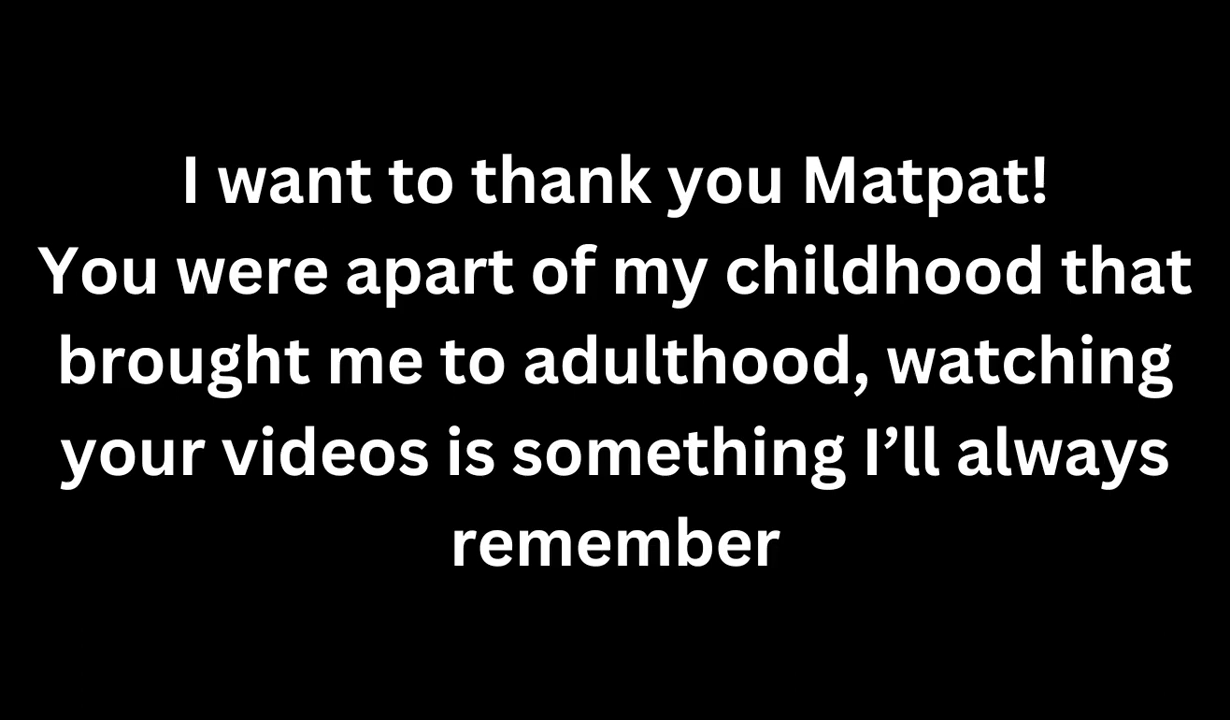 I want to thank you Matpat!
You were apart of my childhood that
brought me to adulthood, watching
your videos is something I’ll always
remember